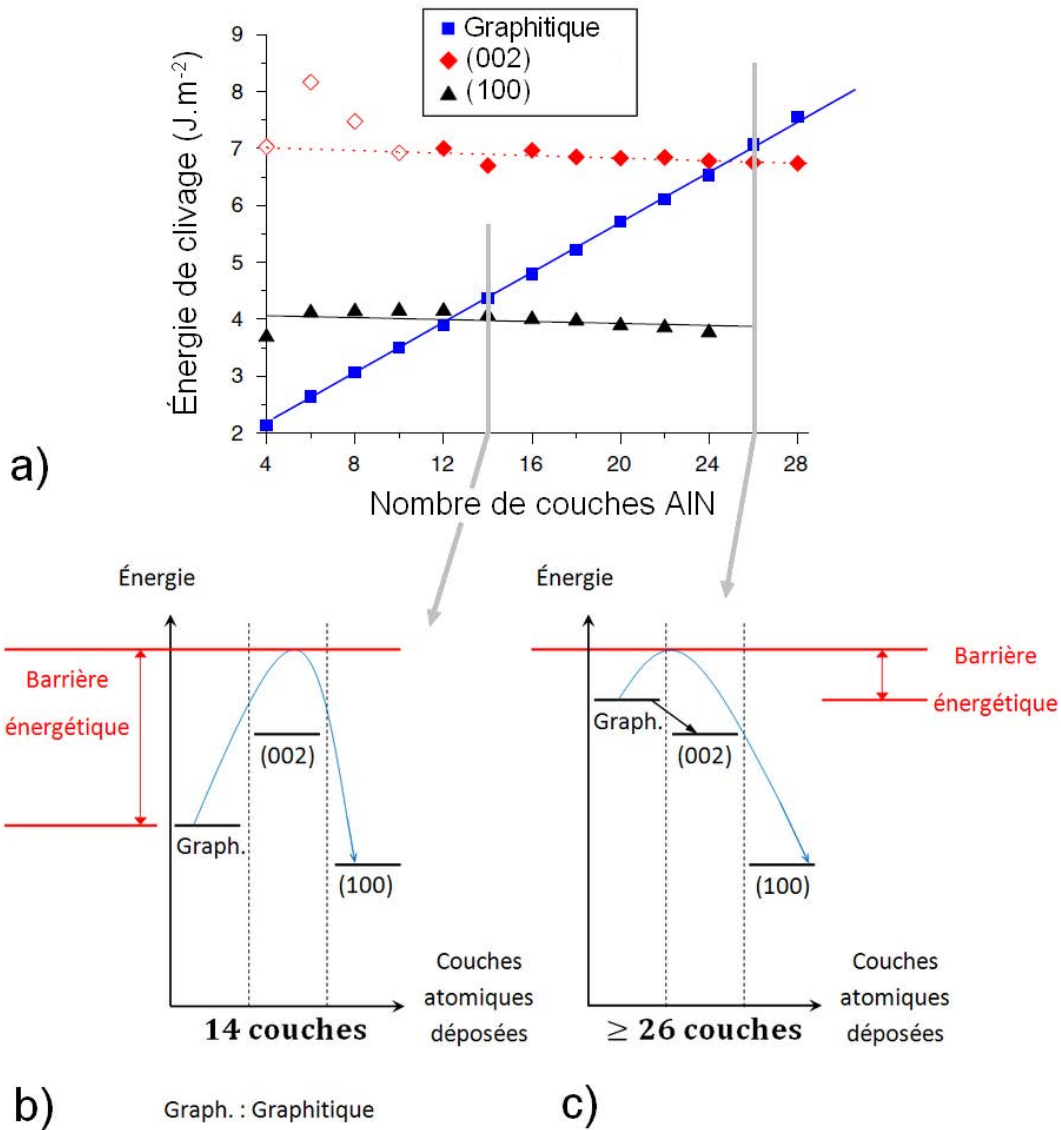 Graphitique
(002)
(100)
Énergie de clivage (J.m⁻²)
9
8
7
6
5
4
3
2
4
8
12
16
20
24
28
Nombre de couches AlN
a)
Énergie
Barrière
énergétique
Graph.
(002)
(100)
Couches
atomiques
déposées
14 couches
Énergie
Barrière
énergétique
Graph.
(002)
(100)
Couches
atomiques
déposées
≥ 26 couches
b)
Graph. : Graphitique
c)